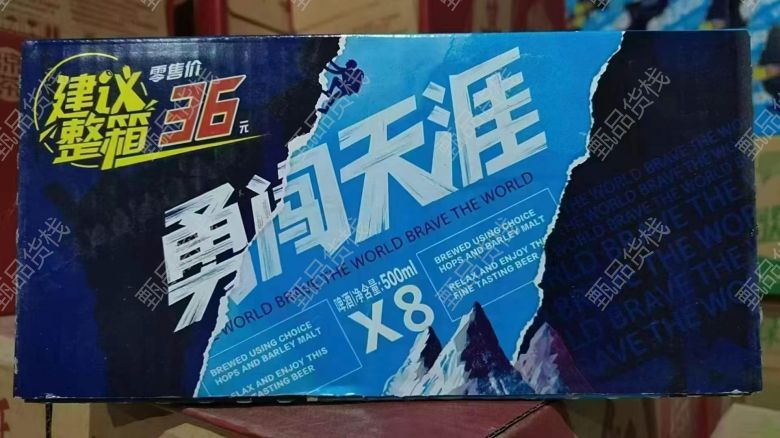 建议
整箱
零售价
36元
勇闯天涯
WORLD BRAVE THE WORLD BRAVE THE WORLD
啤酒净含量:500ml
X8
BREWED USING CHOICE
HOPS AND BARLEY MALT
RELAX AND ENJOY THIS
FINE TASTING BEER
BREWED USING CHOICE
HOPS AND BARLEY MALT
RELAX AND ENJOY THIS
TASTING BEER
THE WORLD BRAVE THE WORLD
甄品货栈